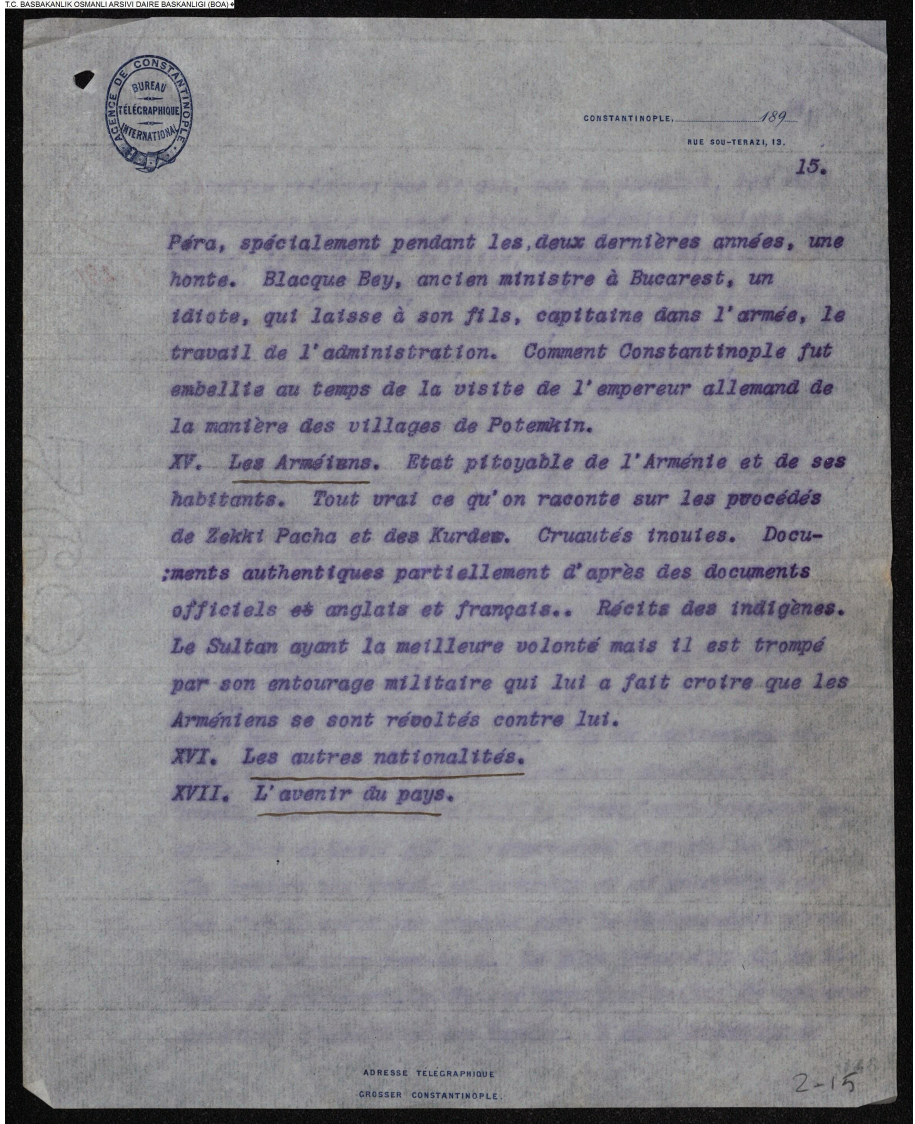 T.C. BASBAKANLIK OSMANLI ARSIVI DAIRE BASKANLIGI (BOA)
AGENCE DE CONSTANTINOPLE
BUREAU
TÉLÉGRAPHIQUE
INTERNATIONAL
CONSTANTINOPLE, 189
RUE SOU-TERAZI, 13.
15.
Péra, spécialement pendant les deux dernières années, une
honte. Blacque Bey, ancien ministre à Bucarest, un
idiote, qui laisse à son fils, capitaine dans l'armée, le
travail de l'administration. Comment Constantinople fut
embellie au temps de la visite de l'empereur allemand de
la manière des villages de Potemkin.
XV. Les Arméiens. Etat pitoyable de l'Arménie et de ses
habitants. Tout vrai ce qu'on raconte sur les procédés
de Zekki Pacha et des Kurdes. Cruautés inouies. Docu-
:ments authentiques partiellement d'après des documents
officiels et anglais et français.. Récits des indigènes.
Le Sultan ayant la meilleure volonté mais il est trompé
par son entourage militaire qui lui a fait croire que les
Arméniens se sont révoltés contre lui.
XVI. Les autres nationalités.
XVII. L'avenir du pays.
ADRESSE TELEGRAPHIQUE
GROSSER CONSTANTINOPLE.
2-15